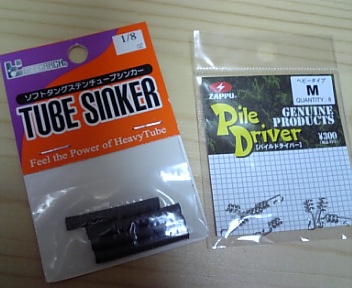 1/8
oz
ソフトタングステンチューブシンカー
TUBE SINKER
Feel the Power of HeavyTube
ZAPPU
ヘビータイプ
M
QUANTITY:
Pile
Driver
[パイルドライバー]
GENUINE
PRODUCTS
¥300